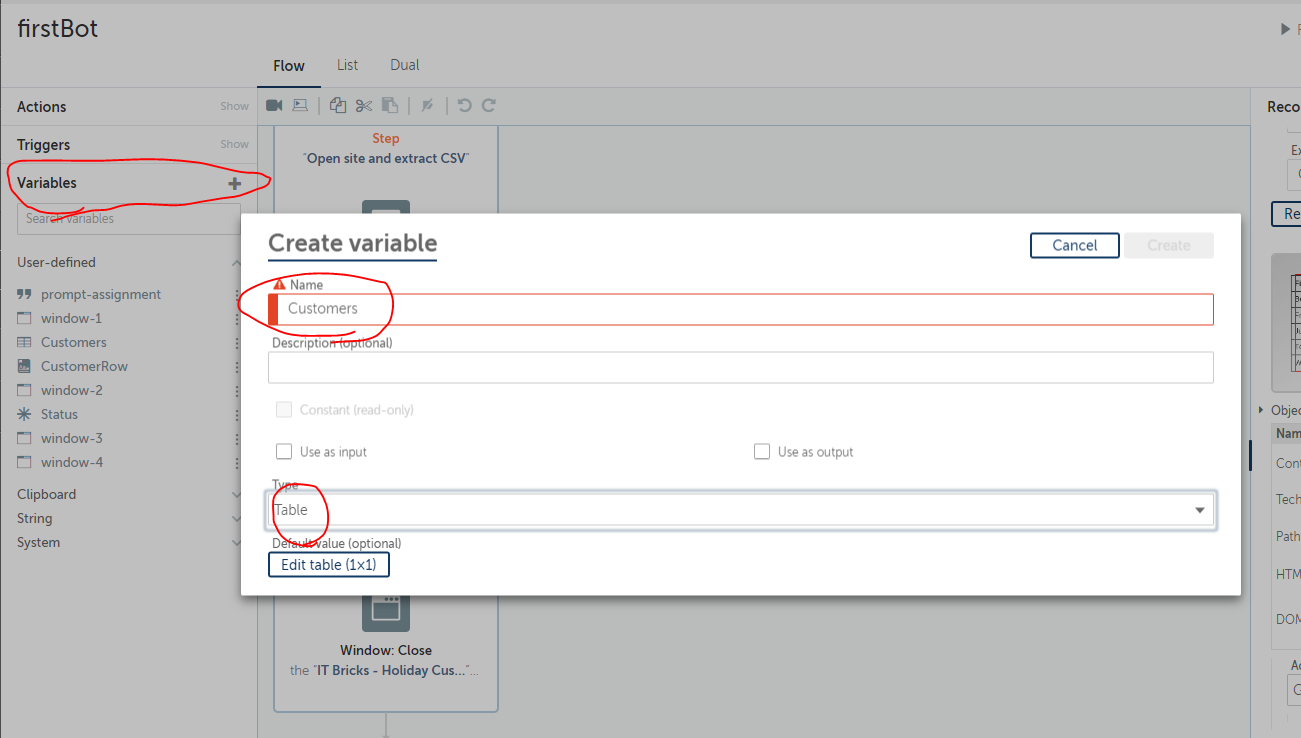 firstBot
Flow
List
Dual
Actions
Show
Triggers
Show
Variables
Search variables
User-defined
prompt-assignment
window-1
Customers
CustomerRow
window-2
Status
window-3
window-4
Clipboard
String
System
Step
"Open site and extract CSV"
Create variable
Cancel
Create
Name
Customers
Description (optional)
Constant (read-only)
Use as input
Use as output
Type
Table
Default value (optional)
Edit table (1×1)
Window: Close
the "IT Bricks - Holiday Cus..."...
Reco
Ex
Re
Objec
Nam
Cont
Tech
Path
HTM
DOM
Ac